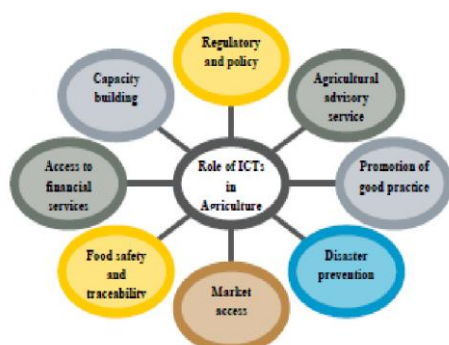 Regulatory
and policy
Capacity
building
Agricultural
advisory
service
Access to
financial
services
Role of ICTs
in
Agriculture
Promotion of
good practice
Food safety
and
traceability
Disaster
prevention
Market
access